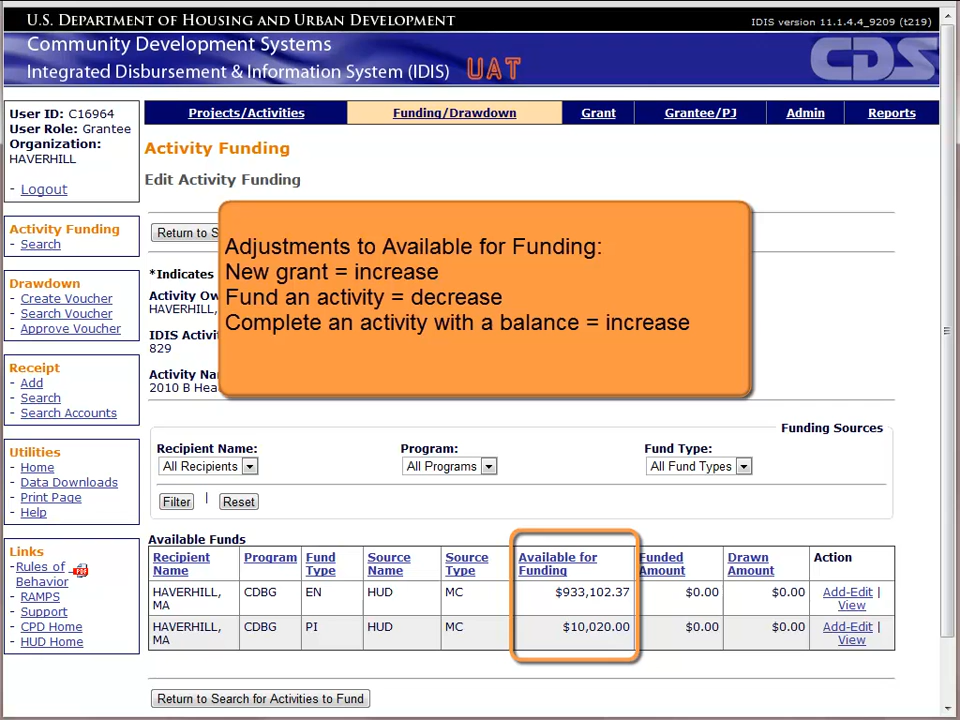 U.S. DEPARTMENT OF HOUSING AND URBAN DEVELOPMENT
IDIS version 11.1.4.4_9209 (t219)
Community Development Systems
Integrated Disbursement & Information System (IDIS)
UAT
CDS
User ID: C16964
User Role: Grantee
Organization:
HAVERHILL
- Logout
Projects/Activities
Funding/Drawdown
Grant
Grantee/PJ
Admin
Reports
Activity Funding
Edit Activity Funding
Activity Funding
- Search
Drawdown
- Create Voucher
- Search Voucher
- Approve Voucher
Receipt
- Add
- Search
- Search Accounts
Utilities
- Home
- Data Downloads
- Print Page
- Help
Links
-Rules of
Behavior
PDF
- RAMPS
- Support
- CPD Home
- HUD Home
Return to S
*Indicates
Activity Ow
HAVERHILL,
IDIS Activi
829
Activity Na
2010 B Hea
Adjustments to Available for Funding:
New grant = increase
Fund an activity = decrease
Complete an activity with a balance = increase
Funding Sources
Recipient Name: Program: Fund Type:
All Recipients All Programs All Fund Types
Filter | Reset
Available Funds
Recipient Name Program Fund Type Source Name Source Type Available for Funding Funded Amount Drawn Amount Action
HAVERHILL, MA CDBG EN HUD MC $933,102.37 $0.00 $0.00 Add-Edit | View
HAVERHILL, MA CDBG PI HUD MC $10,020.00 $0.00 $0.00 Add-Edit | View
Return to Search for Activities to Fund